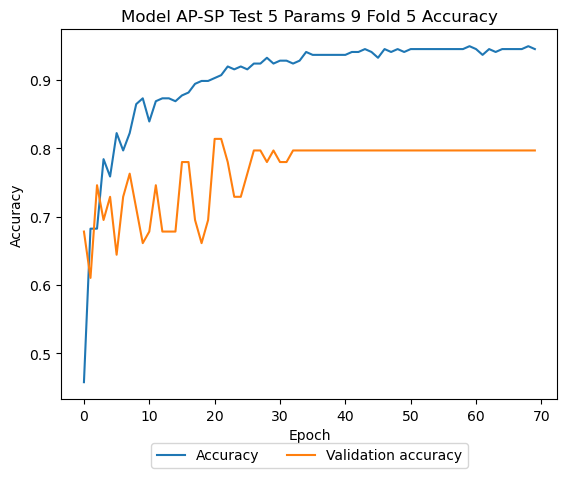 Model AP-SP Test 5 Params 9 Fold 5 Accuracy
0.9
0.8
0.7
0.6
0.5
Accuracy
0 10 20 30 40 50 60 70
Epoch
Accuracy Validation accuracy